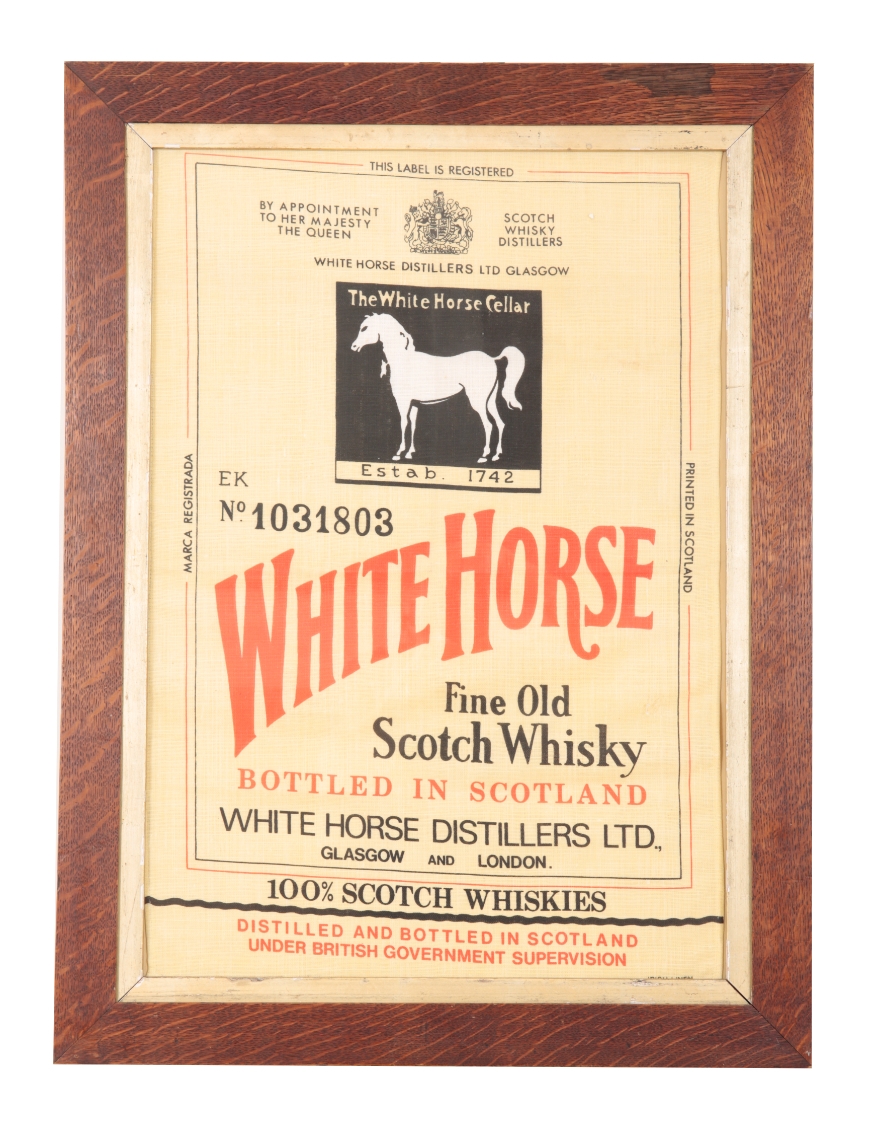 THIS LABEL IS REGISTERED
BY APPOINTMENT
TO HER MAJESTY
THE QUEEN
SCOTCH
WHISKY
DISTILLERS
WHITE HORSE DISTILLERS LTD GLASGOW
The White Horse Cellar
Estab. 1742
MARCA REGISTRADA
PRINTED IN SCOTLAND
EK
Nº 1031803
WHITE HORSE
Fine Old
Scotch Whisky
BOTTLED IN SCOTLAND
WHITE HORSE DISTILLERS LTD.,
GLASGOW AND LONDON.
100% SCOTCH WHISKIES
DISTILLED AND BOTTLED IN SCOTLAND
UNDER BRITISH GOVERNMENT SUPERVISION